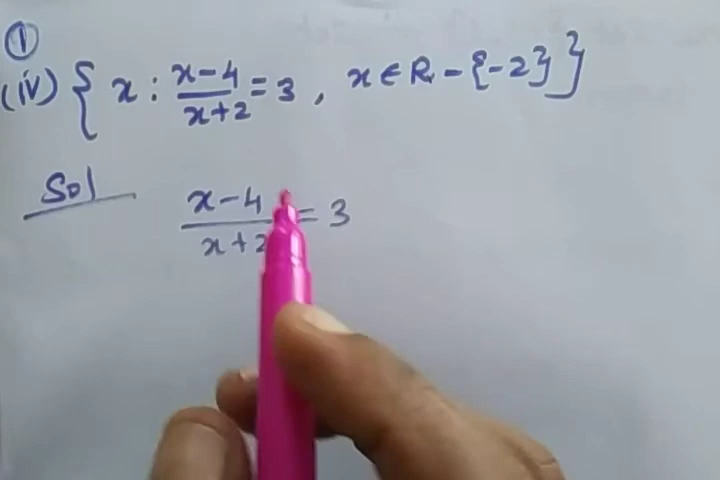 ①
(iv) { x : x-4/x+2 = 3 , x ∈ R - {-2} }
Sol
x-4/x+2 = 3